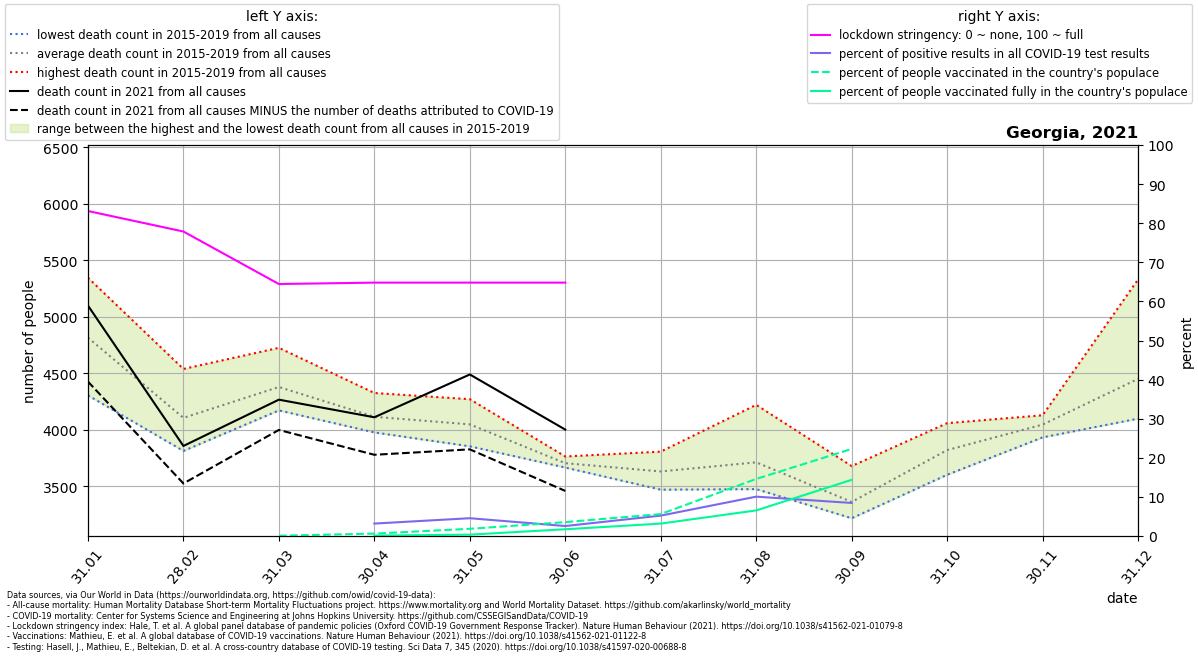 left Y axis:
lowest death count in 2015-2019 from all causes
average death count in 2015-2019 from all causes
highest death count in 2015-2019 from all causes
death count in 2021 from all causes
death count in 2021 from all causes MINUS the number of deaths attributed to COVID-19
range between the highest and the lowest death count from all causes in 2015-2019
right Y axis:
lockdown stringency: 0 ~ none, 100 ~ full
percent of positive results in all COVID-19 test results
percent of people vaccinated in the country's populace
percent of people vaccinated fully in the country's populace
Georgia, 2021
number of people
6500
6000
5500
5000
4500
4000
3500
100
90
80
70
60
50
40
30
20
10
0
percent
31.01
28.02
31.03
30.04
31.05
30.06
31.07
31.08
30.09
31.10
30.11
31.12
date
Data sources, via Our World in Data (https://ourworldindata.org, https://github.com/owid/covid-19-data):
- All-cause mortality: Human Mortality Database Short-term Mortality Fluctuations project. https://www.mortality.org and World Mortality Dataset. https://github.com/akarlinsky/world_mortality
- COVID-19 mortality: Center for Systems Science and Engineering at Johns Hopkins University. https://github.com/CSSEGISandData/COVID-19
- Lockdown stringency index: Hale, T. et al. A global panel database of pandemic policies (Oxford COVID-19 Government Response Tracker). Nature Human Behaviour (2021). https://doi.org/10.1038/s41562-021-01079-8
- Vaccinations: Mathieu, E. et al. A global database of COVID-19 vaccinations. Nature Human Behaviour (2021). https://doi.org/10.1038/s41562-021-01122-8
- Testing: Hasell, J., Mathieu, E., Beltekian, D. et al. A cross-country database of COVID-19 testing. Sci Data 7, 345 (2020). https://doi.org/10.1038/s41597-020-00688-8